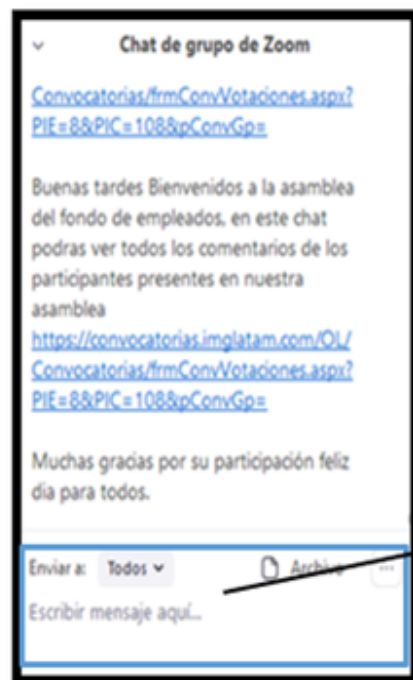 Chat de grupo de Zoom
Convocatorias/frmConvVotaciones.aspx?
PIE=8&PIC=108&pConvGp=
Buenas tardes Bienvenidos a la asamblea
del fondo de empleados, en este chat
podras ver todos los comentarios de los
participantes presentes en nuestra
asamblea
https://convocatorias.imglatam.com/OL/
Convocatorias/frmConvVotaciones.aspx?
PIE=8&PIC=108&pConvGp=
Muchas gracias por su participación feliz
dia para todos.
Enviar a: Todos Archivo ...
Escribir mensaje aquí...